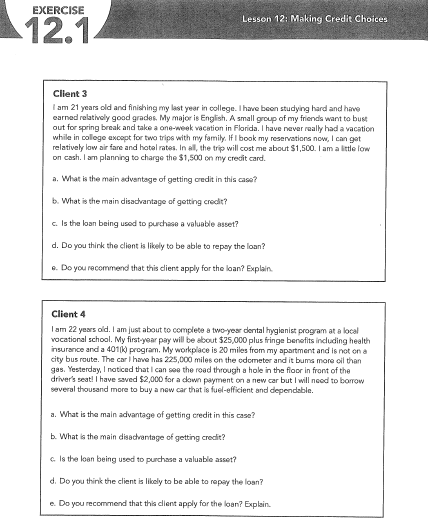 EXERCISE
12.1
Lesson 12: Making Credit Choices
Client 3
I am 21 years old and finishing my last year in college. I have been studying hard and have
earned relatively good grades. My major is English. A small group of my friends want to bust
out for spring break and take a one-week vacation in Florida. I have never really had a vacation
while in college except for two trips with my family. If I book my reservations now, I can get
relatively low air fare and hotel rates. In all, the trip will cost me about $1,500. I am a little low
on cash. I am planning to charge the $1,500 on my credit card.
a. What is the main advantage of getting credit in this case?
b. What is the main disadvantage of getting credit?
c. Is the loan being used to purchase a valuable asset?
d. Do you think the client is likely to be able to repay the loan?
e. Do you recommend that this client apply for the loan? Explain.
Client 4
I am 22 years old. I am just about to complete a two-year dental hygienist program at a local
vocational school. My first-year pay will be about $25,000 plus fringe benefits including health
insurance and a 401(k) program. My workplace is 20 miles from my apartment and is not on a
city bus route. The car I have has 225,000 miles on the odometer and it burns more oil than
gas. Yesterday, I noticed that I can see the road through a hole in the floor in front of the
driver's seat! I have saved $2,000 for a down payment on a new car but I will need to borrow
several thousand more to buy a new car that is fuel-efficient and dependable.
a. What is the main advantage of getting credit in this case?
b. What is the main disadvantage of getting credit?
c. Is the loan being used to purchase a valuable asset?
d. Do you think the client is likely to be able to repay the loan?
e. Do you recommend that this client apply for the loan? Explain.